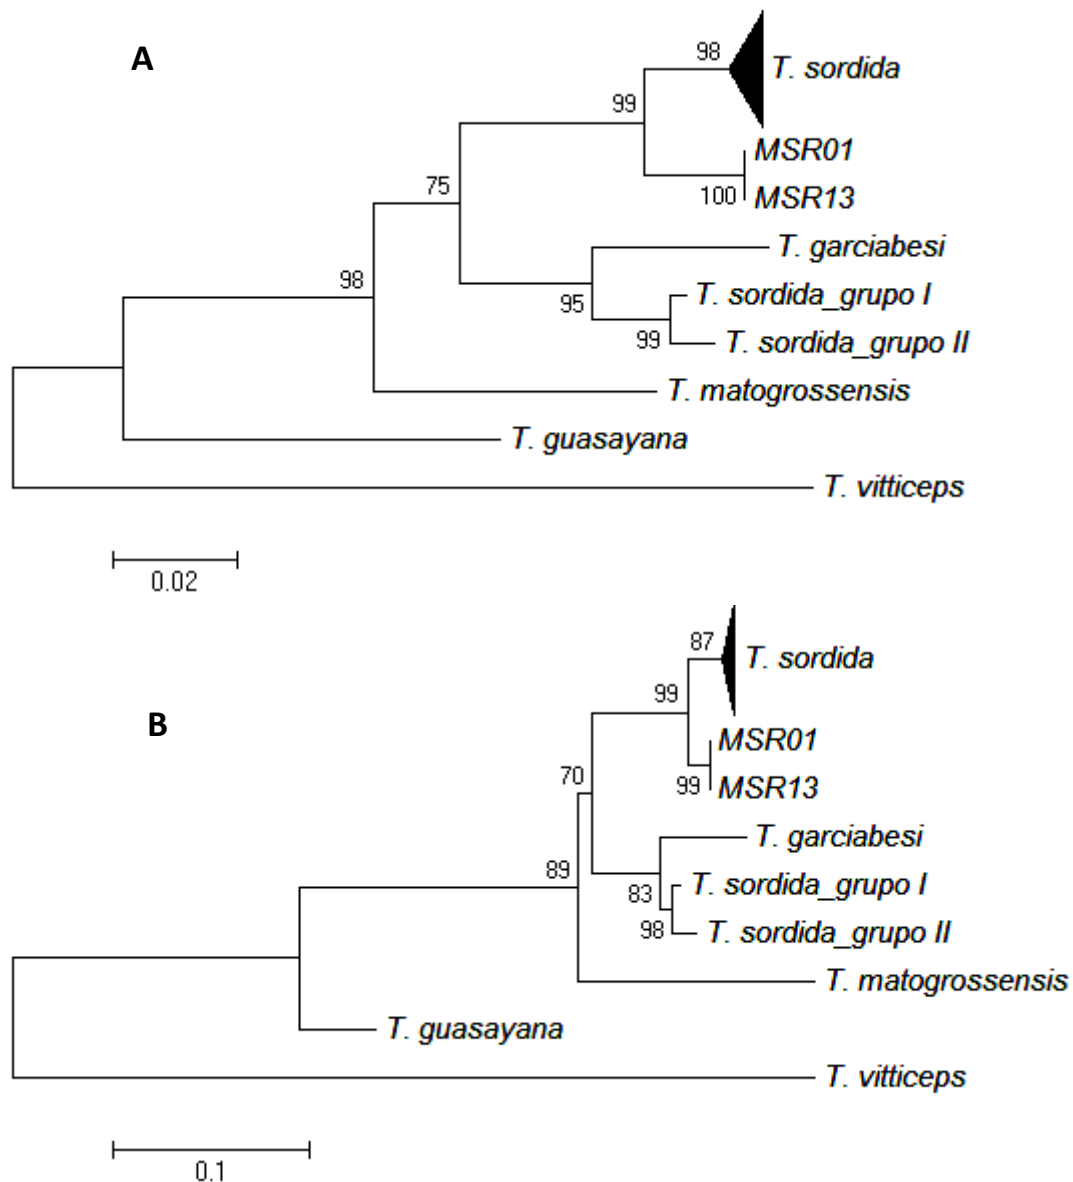 A
98
T. sordida
99
MSR01
75
100
MSR13
T. garciabesi
98
95
T. sordida_grupo I
99
T. sordida_grupo II
T. matogrossensis
T. guasayana
T. vitticeps
0.02
87
T. sordida
99
B
MSR01
70
99
MSR13
T. garciabesi
89
83
T. sordida_grupo I
98
T. sordida_grupo II
T. matogrossensis
T. guasayana
T. vitticeps
0.1